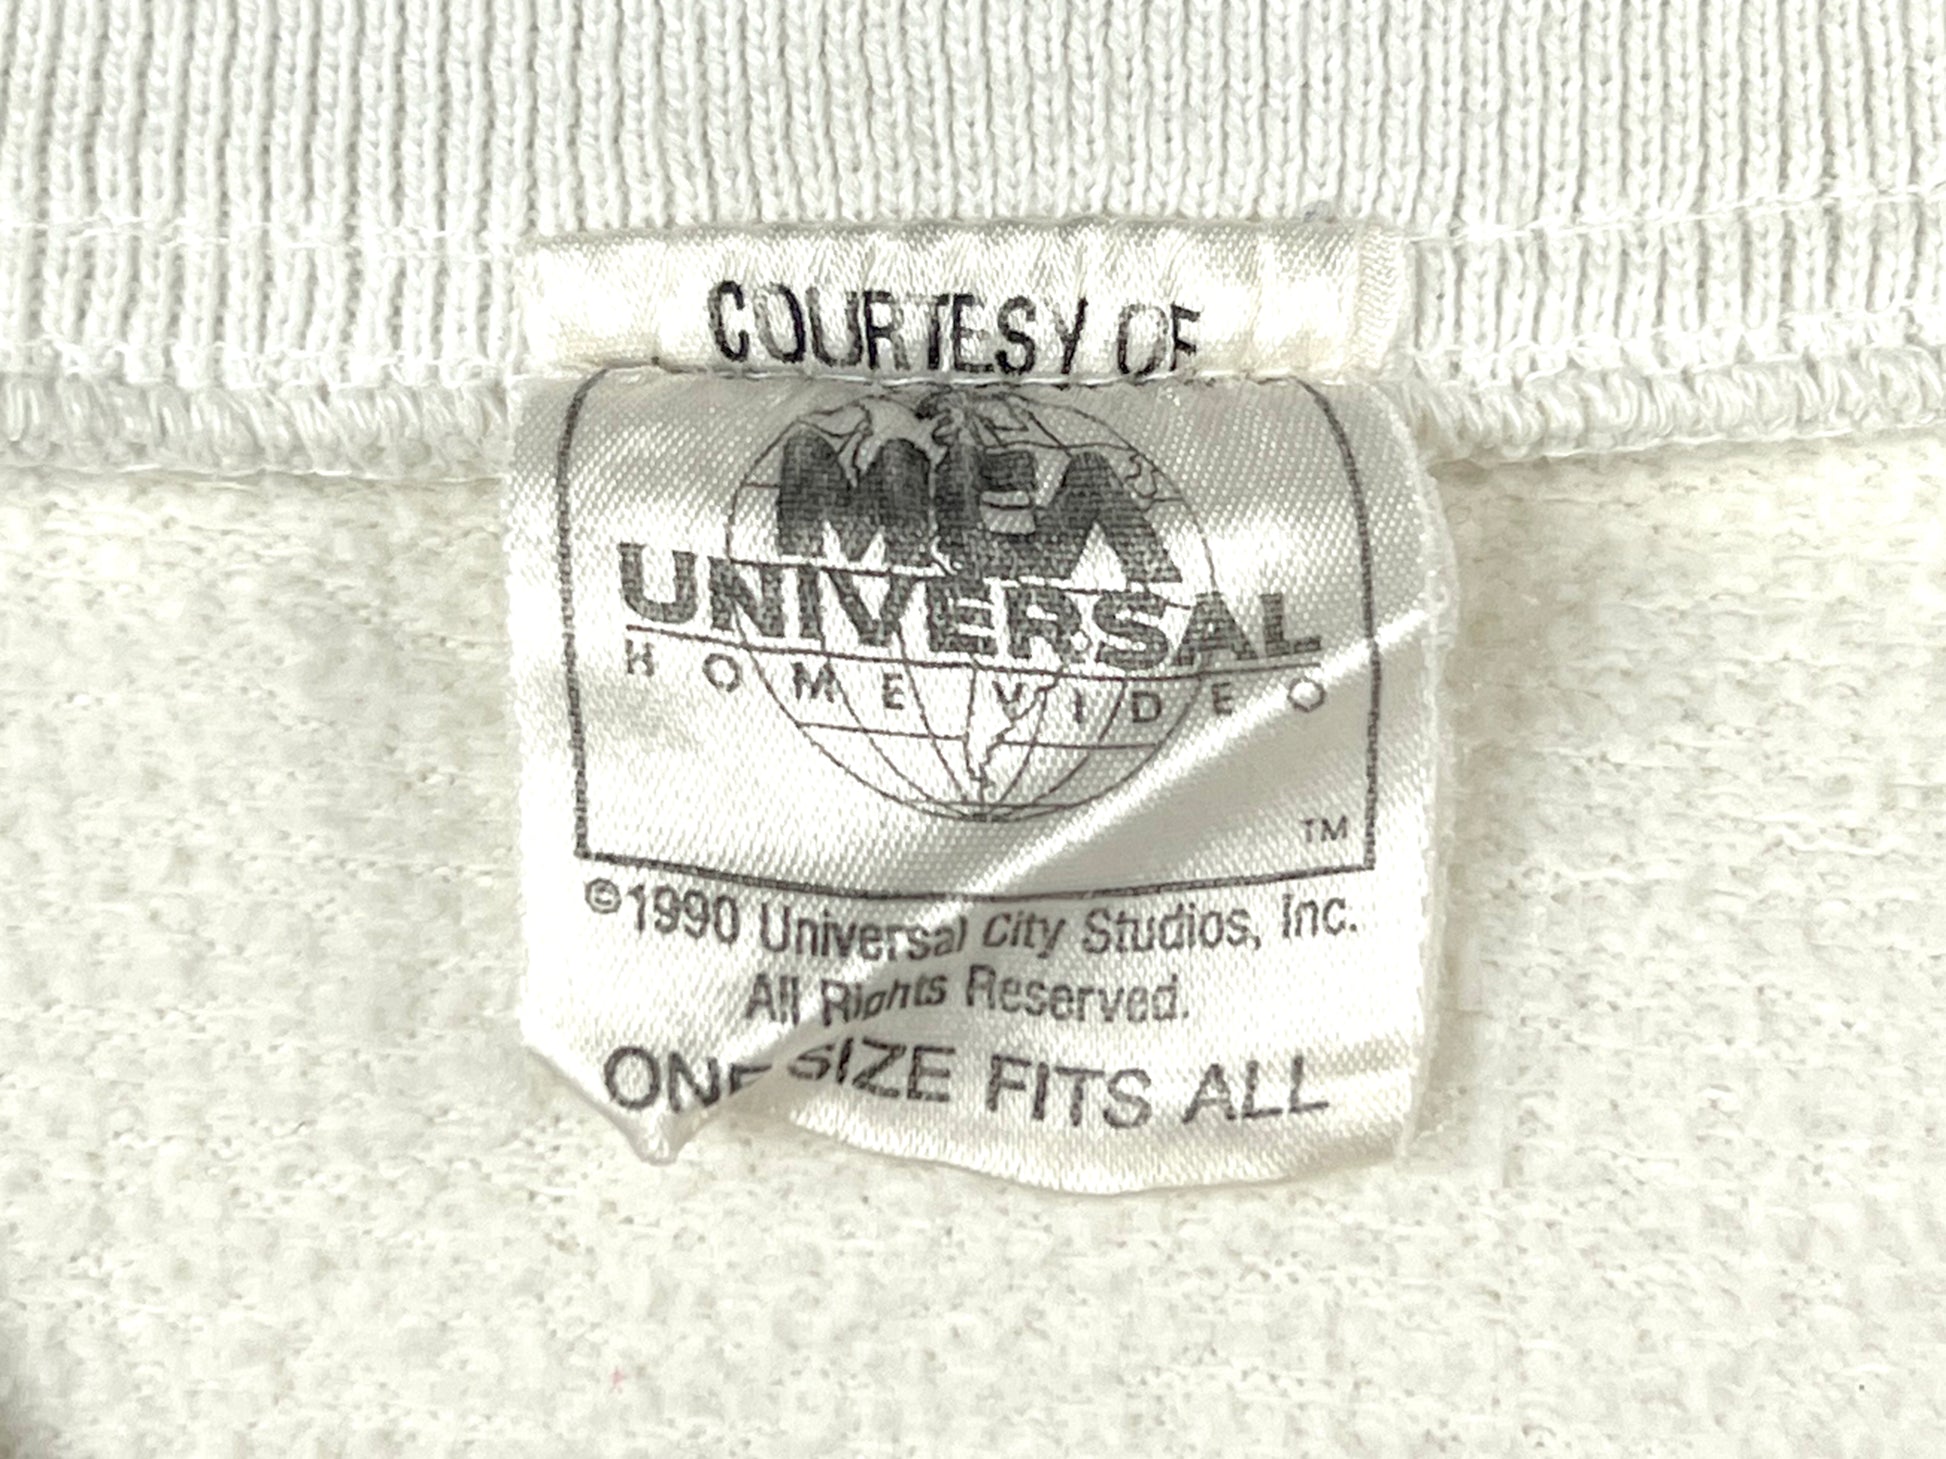 COURTESY OF
MCA
UNIVERSAL
HOME VIDEO
TM
©1990 Universal City Studios, Inc.
All Rights Reserved.
ONE SIZE FITS ALL